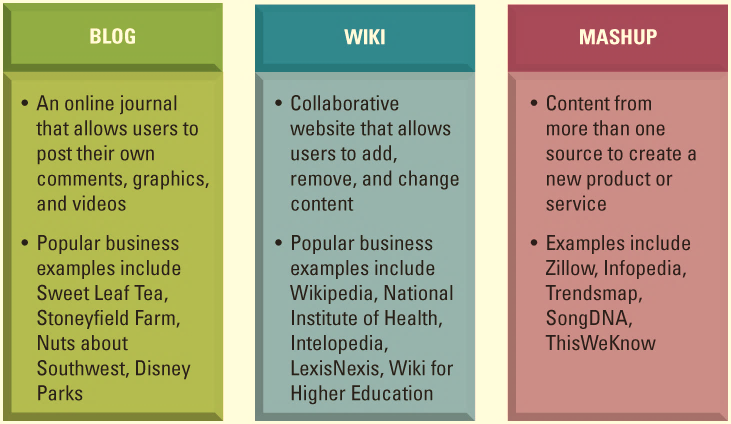 BLOG
• An online journal
that allows users to
post their own
comments, graphics,
and videos
• Popular business
examples include
Sweet Leaf Tea,
Stoneyfield Farm,
Nuts about
Southwest, Disney
Parks
WIKI
• Collaborative
website that allows
users to add,
remove, and change
content
• Popular business
examples include
Wikipedia, National
Institute of Health,
Intelopedia,
LexisNexis, Wiki for
Higher Education
MASHUP
• Content from
more than one
source to create a
new product or
service
• Examples include
Zillow, Infopedia,
Trendsmap,
SongDNA,
ThisWeKnow